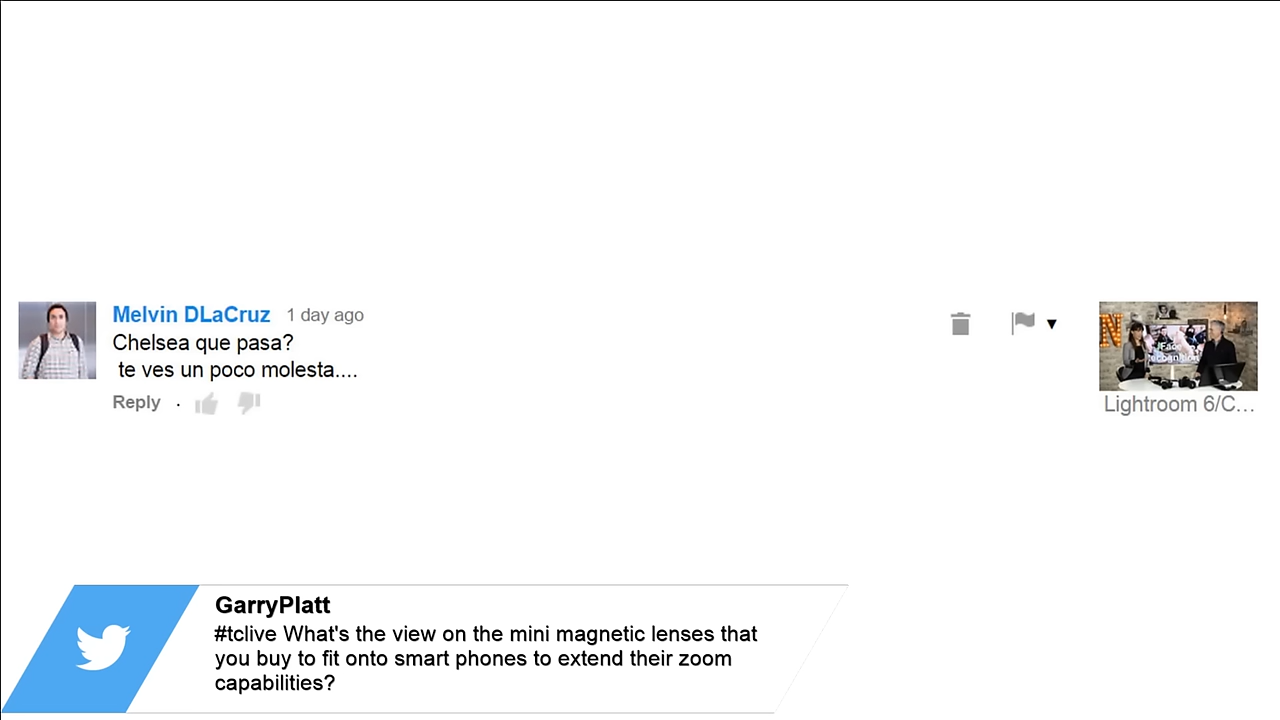 Melvin DLaCruz 1 day ago
Chelsea que pasa?
te ves un poco molesta....
Reply .
N
Lightroom 6/C...
GarryPlatt
#tclive What's the view on the mini magnetic lenses that
you buy to fit onto smart phones to extend their zoom
capabilities?